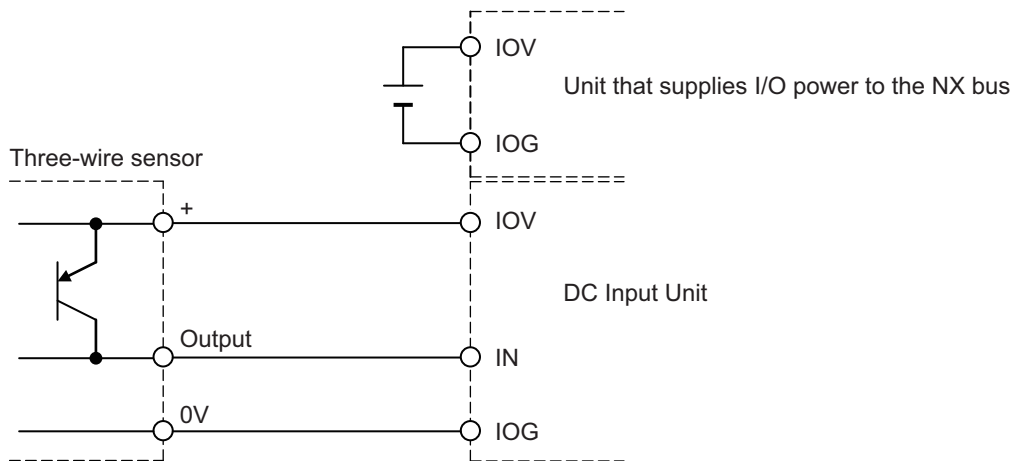 IOV
Unit that supplies I/O power to the NX bus
IOG
Three-wire sensor
+
IOV
DC Input Unit
Output
IN
0V
IOG